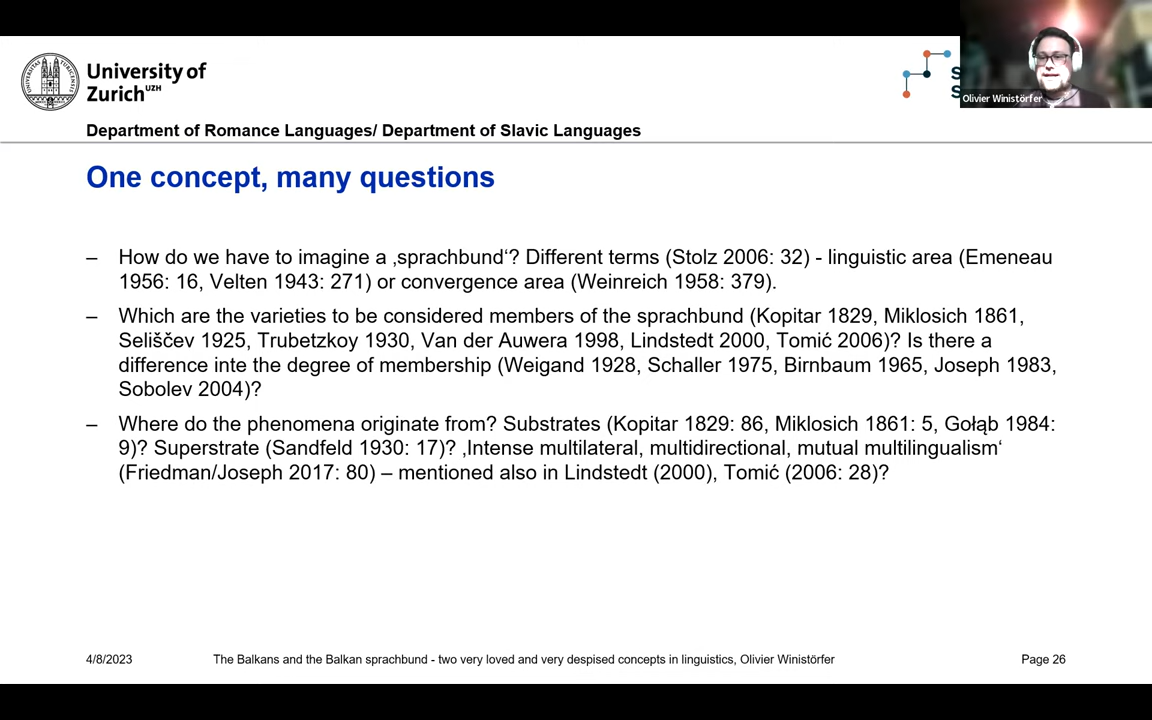 University of
Zurich UZH
S
S
Olivier Winistörfer
Department of Romance Languages/ Department of Slavic Languages
One concept, many questions
– How do we have to imagine a ‚sprachbund‘? Different terms (Stolz 2006: 32) - linguistic area (Emeneau
1956: 16, Velten 1943: 271) or convergence area (Weinreich 1958: 379).
– Which are the varieties to be considered members of the sprachbund (Kopitar 1829, Miklosich 1861,
Seliščev 1925, Trubetzkoy 1930, Van der Auwera 1998, Lindstedt 2000, Tomić 2006)? Is there a
difference inte the degree of membership (Weigand 1928, Schaller 1975, Birnbaum 1965, Joseph 1983,
Sobolev 2004)?
– Where do the phenomena originate from? Substrates (Kopitar 1829: 86, Miklosich 1861: 5, Gołąb 1984:
9)? Superstrate (Sandfeld 1930: 17)? ‚Intense multilateral, multidirectional, mutual multilingualism‘
(Friedman/Joseph 2017: 80) – mentioned also in Lindstedt (2000), Tomić (2006: 28)?
4/8/2023 The Balkans and the Balkan sprachbund - two very loved and very despised concepts in linguistics, Olivier Winistörfer Page 26